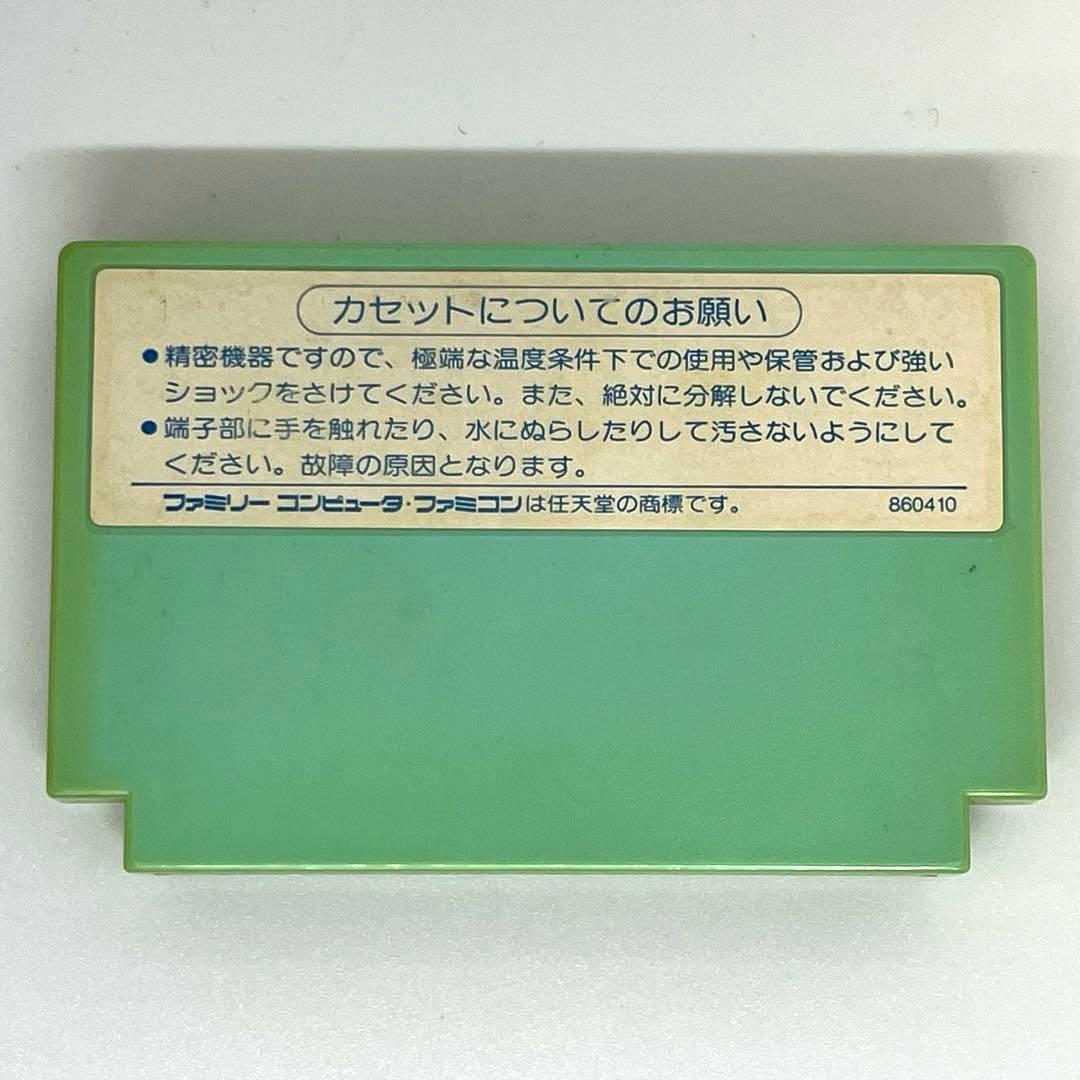 カセットについてのお願い
●精密機器ですので、極端な温度条件下での使用や保管および強い
ショックをさけてください。また、絶対に分解しないでください。
●端子部に手を触れたり、水にぬらしたりして汚さないようにして
ください。故障の原因となります。
ファミリー コンピュータ・ファミコンは任天堂の商標です。 860410